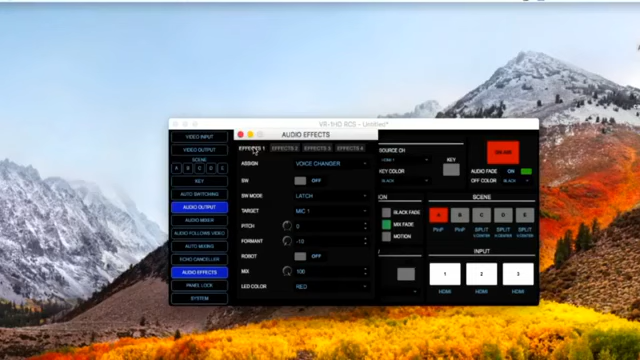 VR-1HD RCS - Untitled*
AUDIO EFFECTS
VIDEO INPUT
VIDEO OUTPUT
SCENE
A B C D E
KEY
AUTO SWITCHING
AUDIO OUTPUT
AUDIO MIXER
AUDIO FOLLOWS VIDEO
AUTO MIXING
ECHO CANCELLER
AUDIO EFFECTS
PANEL LOCK
SYSTEM
EFFECTS 1 EFFECTS 2 EFFECTS 3 EFFECTS 4
ASSIGN VOICE CHANGER
SW OFF
SW MODE LATCH
TARGET MIC 1
PITCH 0
FORMANT -10
ROBOT OFF
MIX 100
LED COLOR RED
SOURCE CH
KEY COLOR
BLACK
KEY
AUDIO FADE ON
OFF COLOR BLACK
ION
BLACK FADE
MIX FADE
MOTION
SCENE
A B C D E
PinP PinP SPLIT SPLIT SPLIT
INPUT
1 2 3
HDMI HDMI HDMI